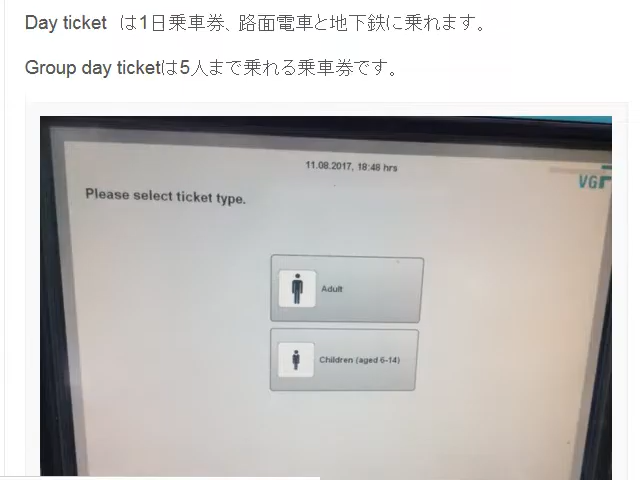 Day ticket は1日乗車券、路面電車と地下鉄に乗れます。
Group day ticketは5人まで乗れる乗車券です。
11.08.2017, 18:48 hrs
VGF
Please select ticket type.
Adult
Children (aged 6-14)